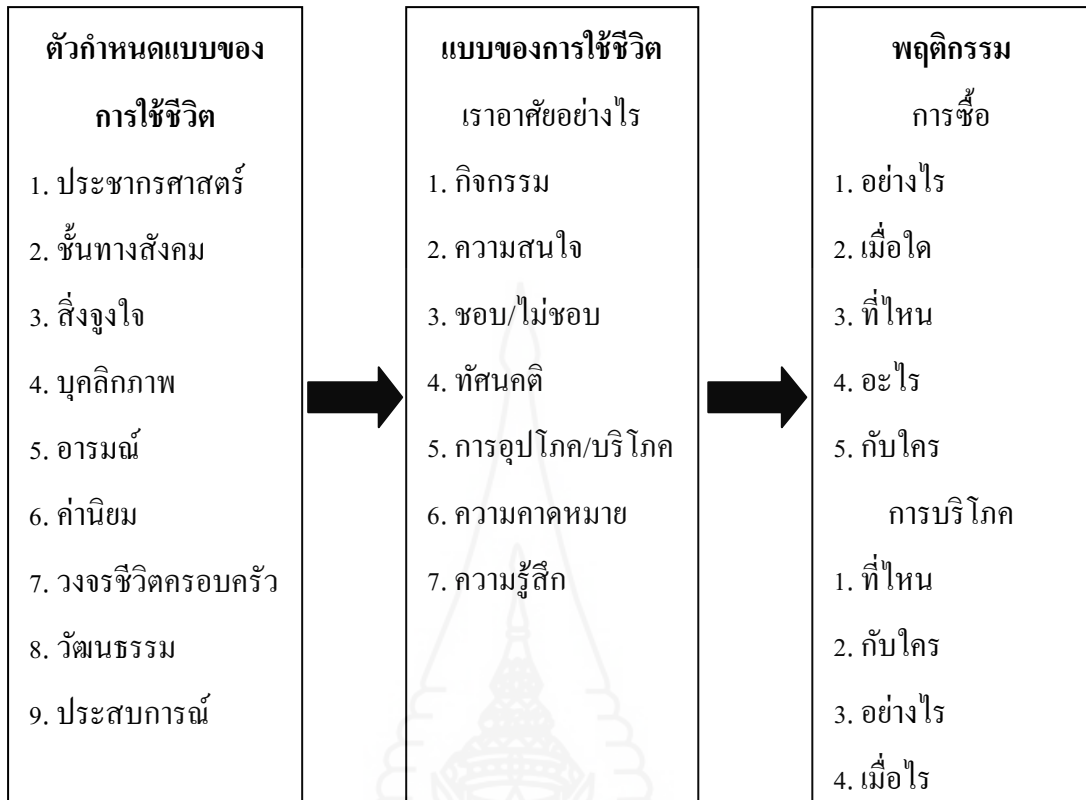 ตัวกำหนดแบบของ
การใช้ชีวิต
1. ประชากรศาสตร์
2. ชั้นทางสังคม
3. สิ่งจูงใจ
4. บุคลิกภาพ
5. อารมณ์
6. ค่านิยม
7. วงจรชีวิตครอบครัว
8. วัฒนธรรม
9. ประสบการณ์
แบบของการใช้ชีวิต
เราอาศัยอย่างไร
1. กิจกรรม
2. ความสนใจ
3. ชอบ/ไม่ชอบ
4. ทัศนคติ
5. การอุปโภค/บริโภค
6. ความคาดหมาย
7. ความรู้สึก
พฤติกรรม
การซื้อ
1. อย่างไร
2. เมื่อใด
3. ที่ไหน
4. อะไร
5. กับใคร
การบริโภค
1. ที่ไหน
2. กับใคร
3. อย่างไร
4. เมื่อไร